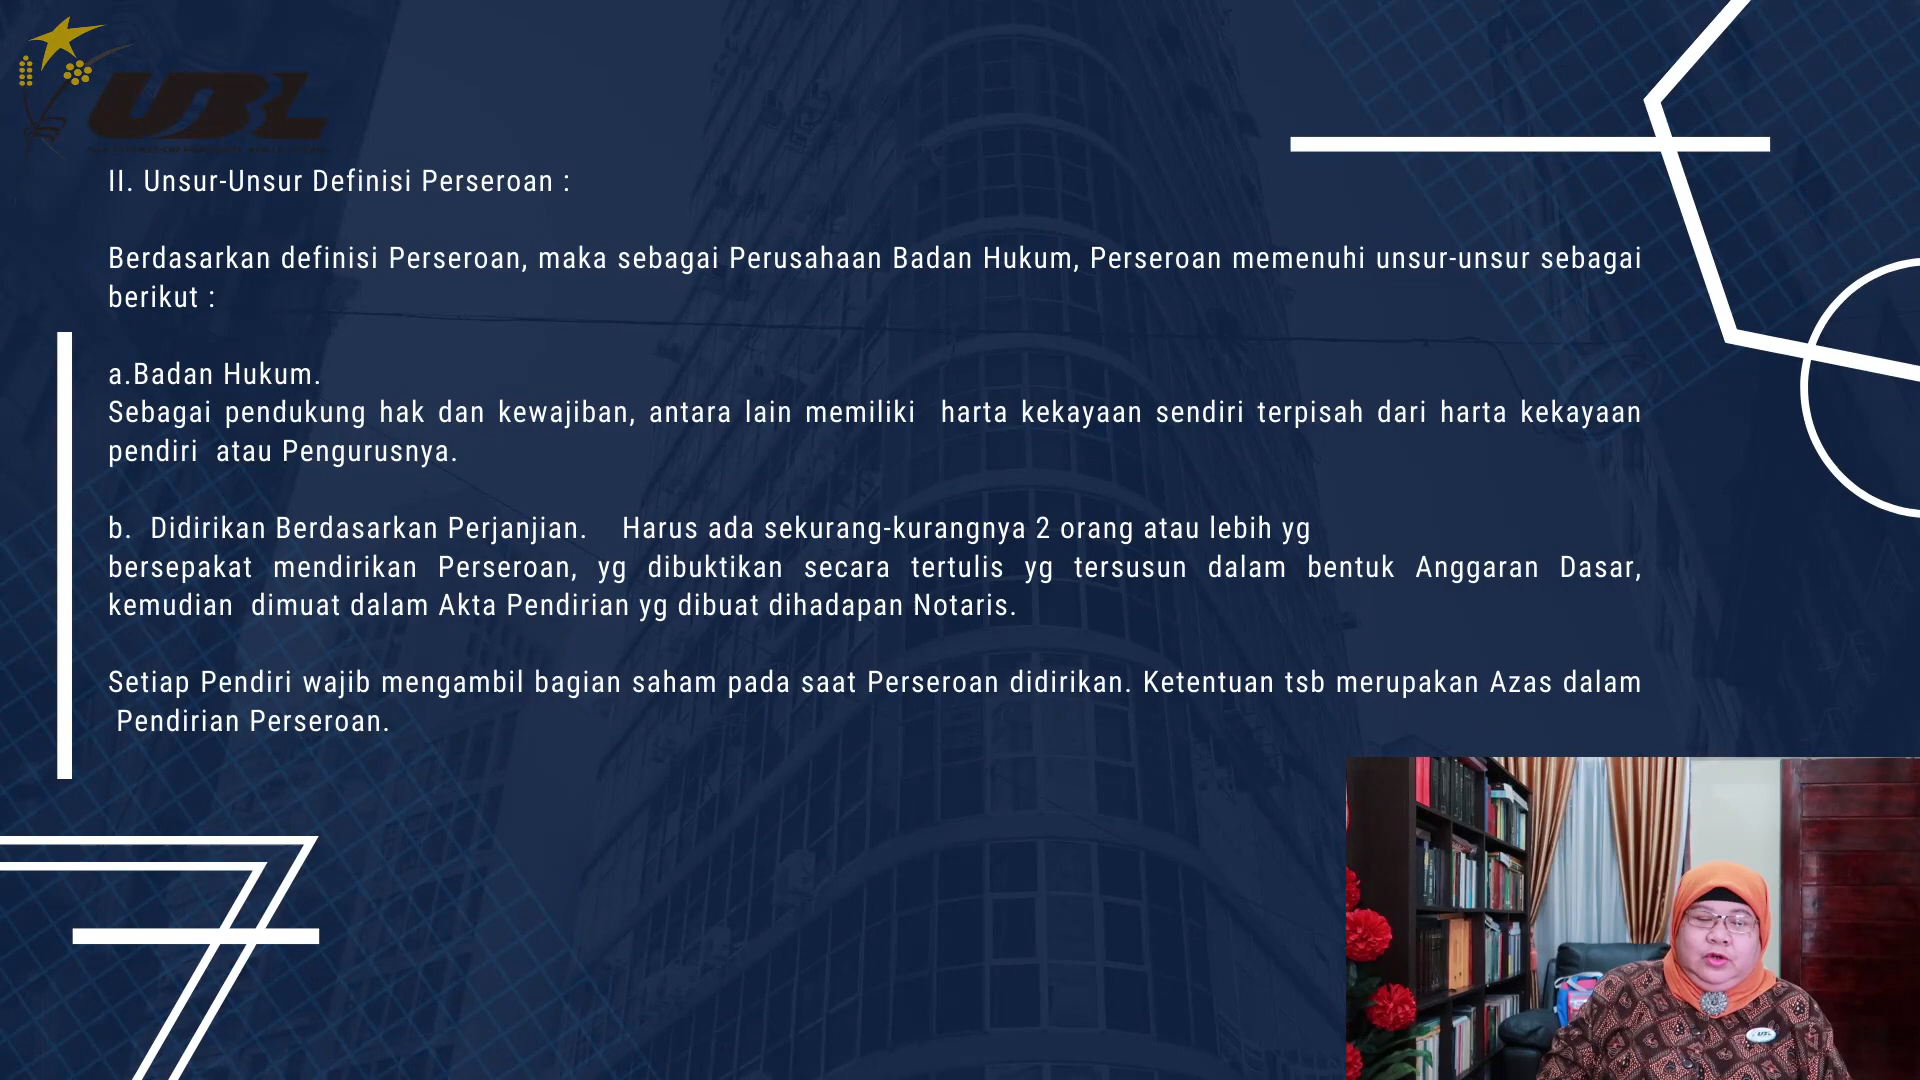 UBL
II. Unsur-Unsur Definisi Perseroan :
Berdasarkan definisi Perseroan, maka sebagai Perusahaan Badan Hukum, Perseroan memenuhi unsur-unsur sebagai
berikut :
a.Badan Hukum.
Sebagai pendukung hak dan kewajiban, antara lain memiliki harta kekayaan sendiri terpisah dari harta kekayaan
pendiri atau Pengurusnya.
b. Didirikan Berdasarkan Perjanjian. Harus ada sekurang-kurangnya 2 orang atau lebih yg
bersepakat mendirikan Perseroan, yg dibuktikan secara tertulis yg tersusun dalam bentuk Anggaran Dasar,
kemudian dimuat dalam Akta Pendirian yg dibuat dihadapan Notaris.
Setiap Pendiri wajib mengambil bagian saham pada saat Perseroan didirikan. Ketentuan tsb merupakan Azas dalam
Pendirian Perseroan.
UBL